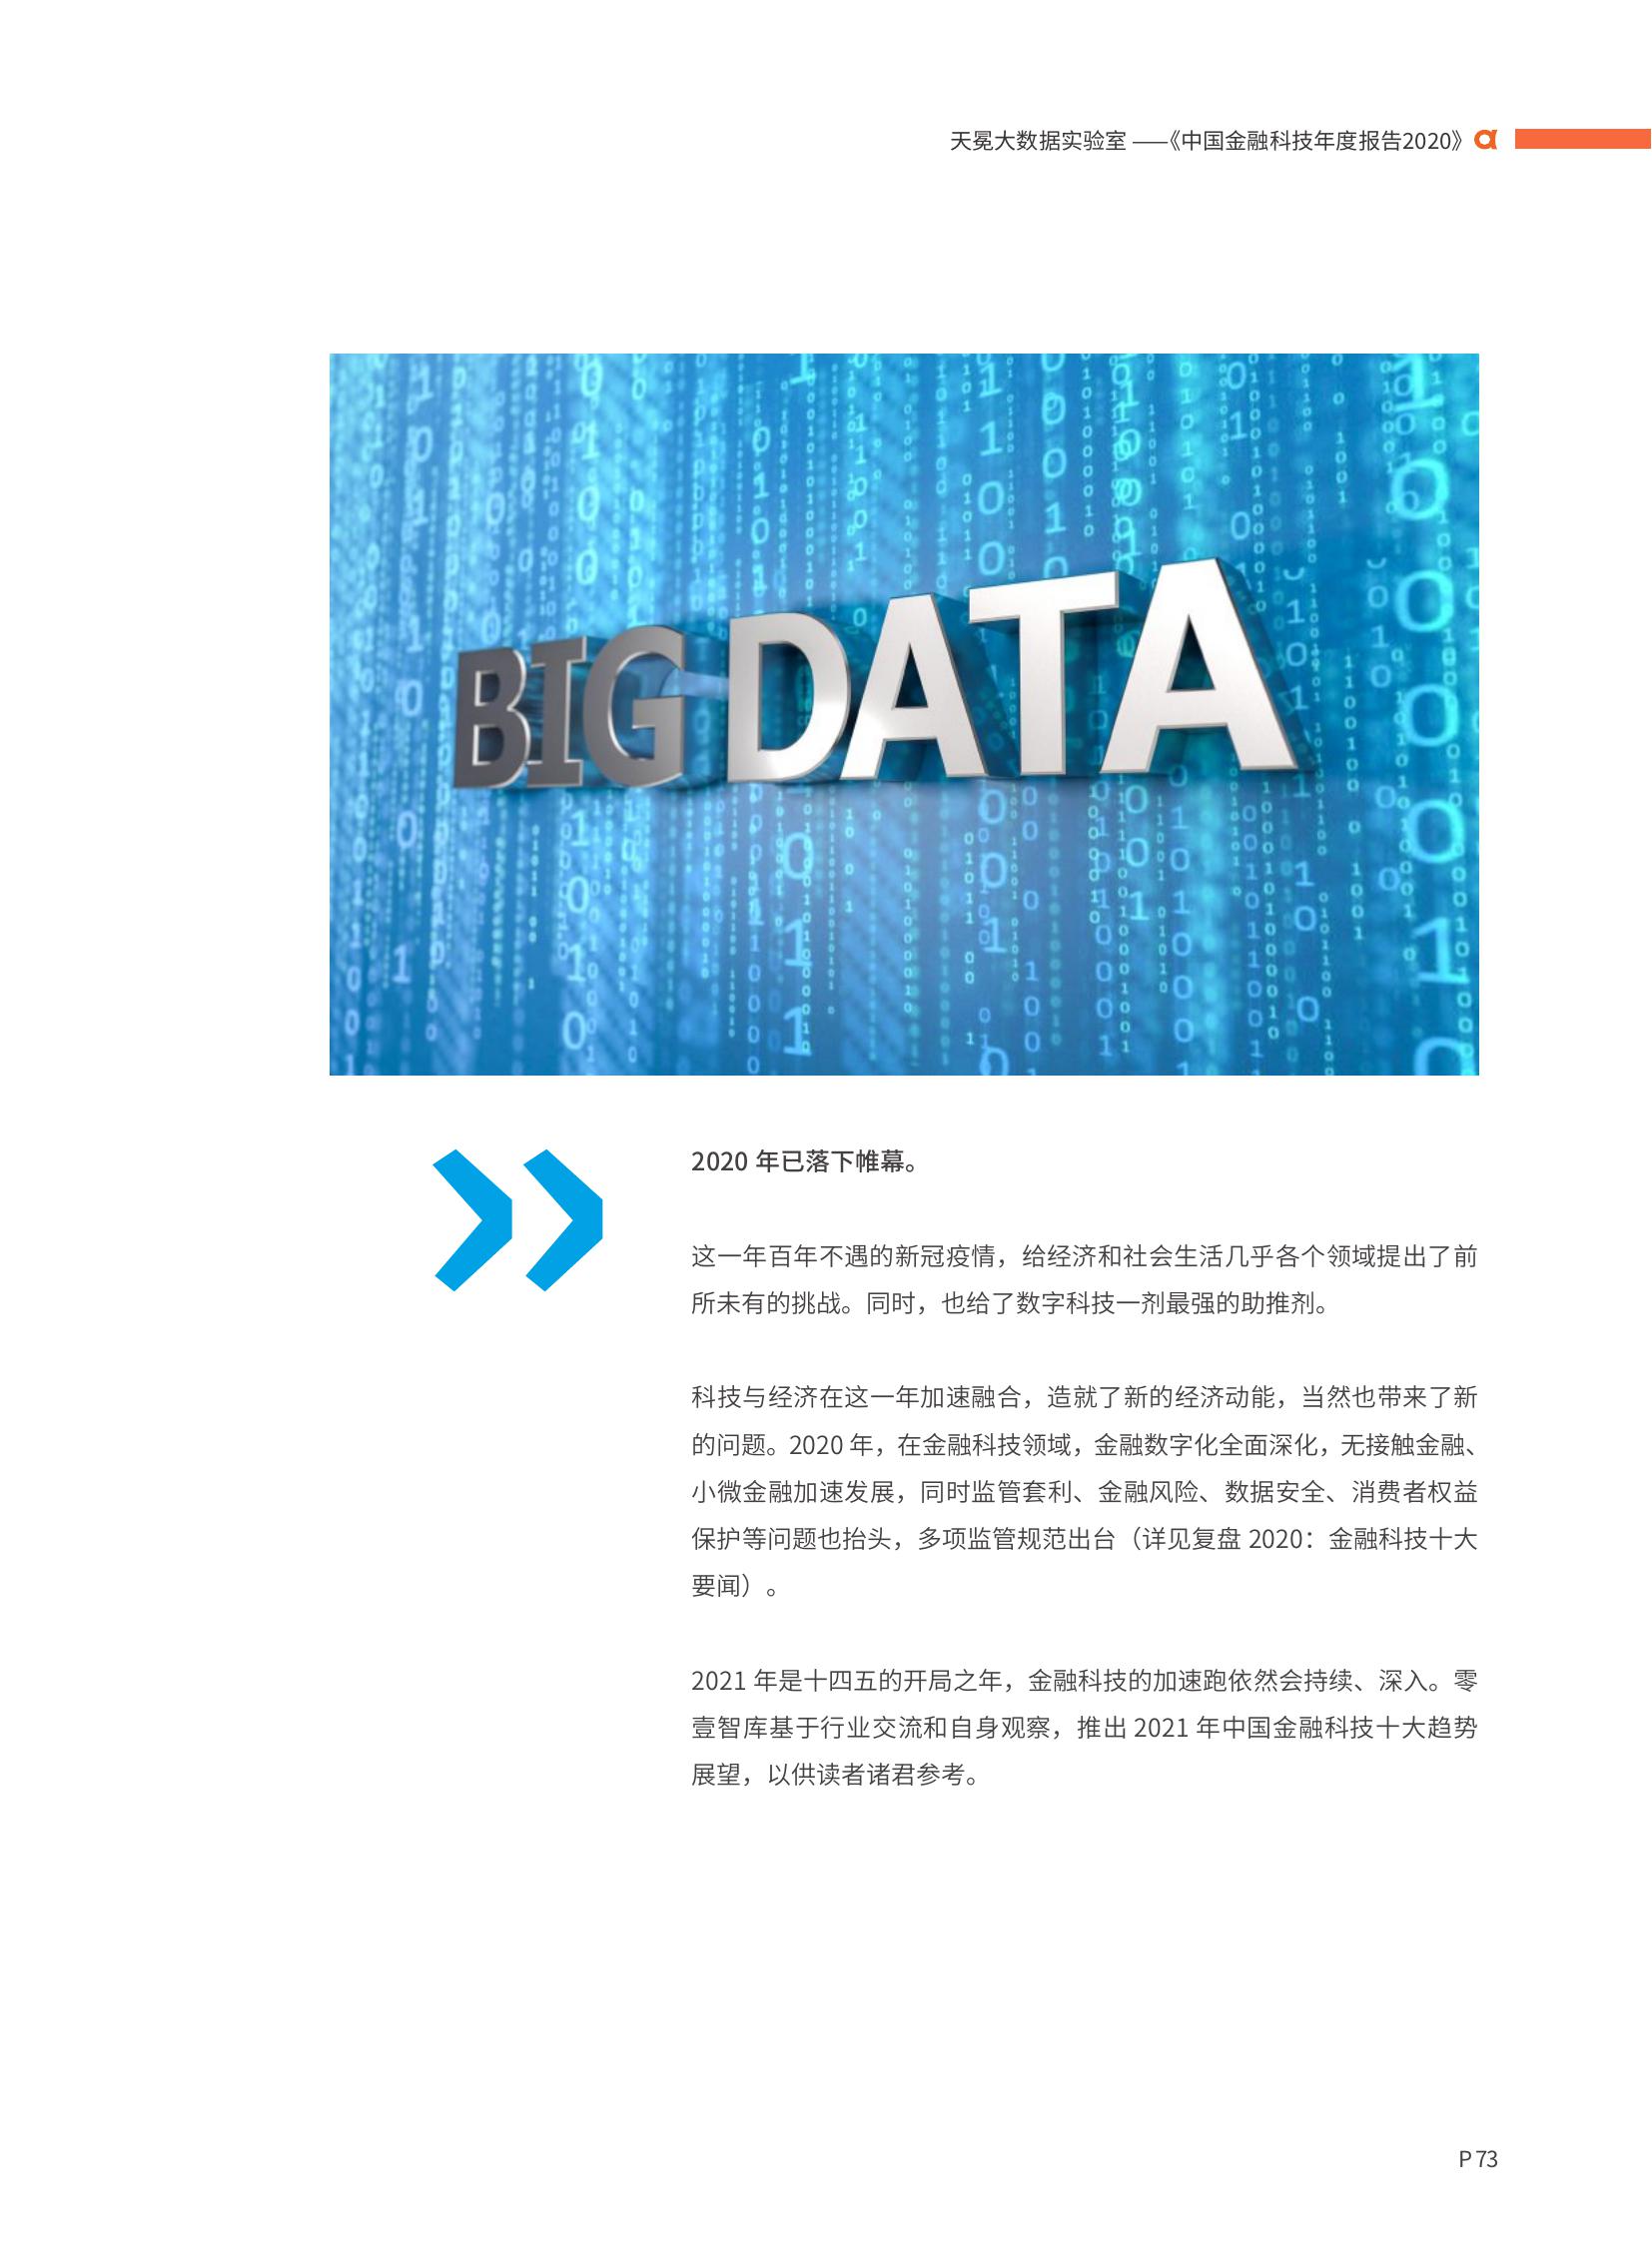 天冕大数据实验室 ——《中国金融科技年度报告2020》
BIG DATA
2020 年已落下帷幕。
这一年百年不遇的新冠疫情，给经济和社会生活几乎各个领域提出了前
所未有的挑战。同时，也给了数字科技一剂最强的助推剂。
科技与经济在这一年加速融合，造就了新的经济动能，当然也带来了新
的问题。2020 年，在金融科技领域，金融数字化全面深化，无接触金融、
小微金融加速发展，同时监管套利、金融风险、数据安全、消费者权益
保护等问题也抬头，多项监管规范出台（详见复盘 2020：金融科技十大
要闻）。
2021 年是十四五的开局之年，金融科技的加速跑依然会持续、深入。零
壹智库基于行业交流和自身观察，推出 2021 年中国金融科技十大趋势
展望，以供读者诸君参考。
P 73